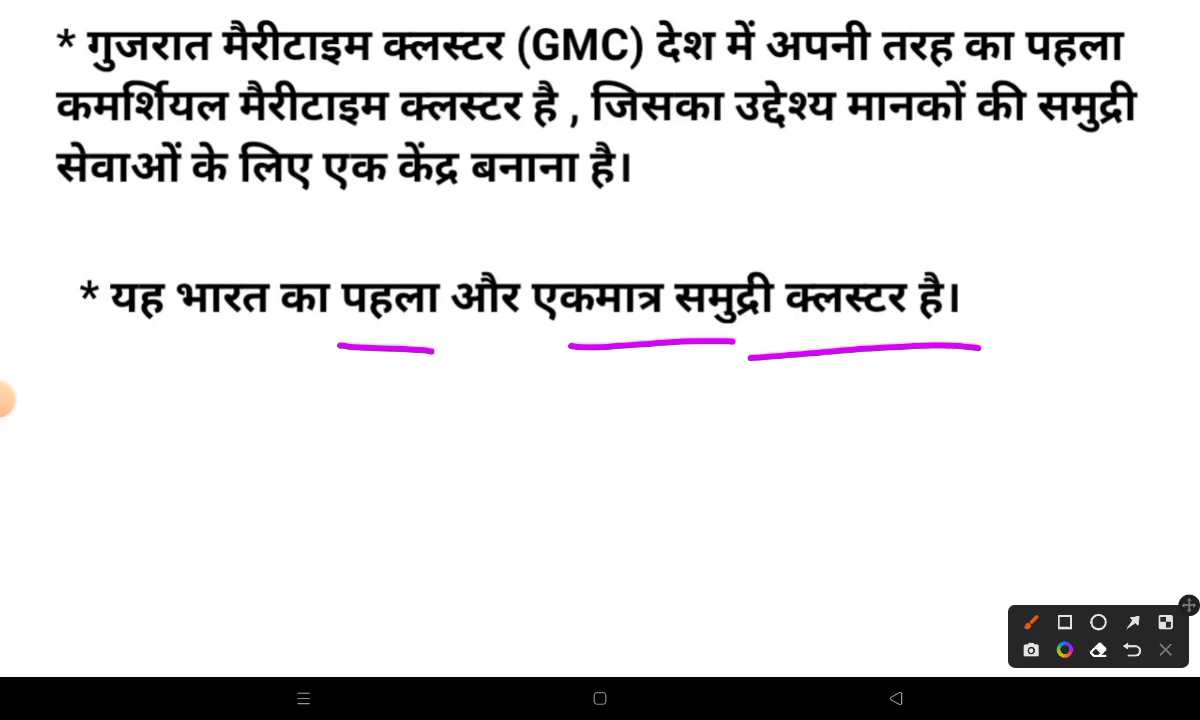 * गुजरात मैरीटाइम क्लस्टर (GMC) देश में अपनी तरह का पहला
कमर्शियल मैरीटाइम क्लस्टर है , जिसका उद्देश्य मानकों की समुद्री
सेवाओं के लिए एक केंद्र बनाना है।
* यह भारत का पहला और एकमात्र समुद्री क्लस्टर है।